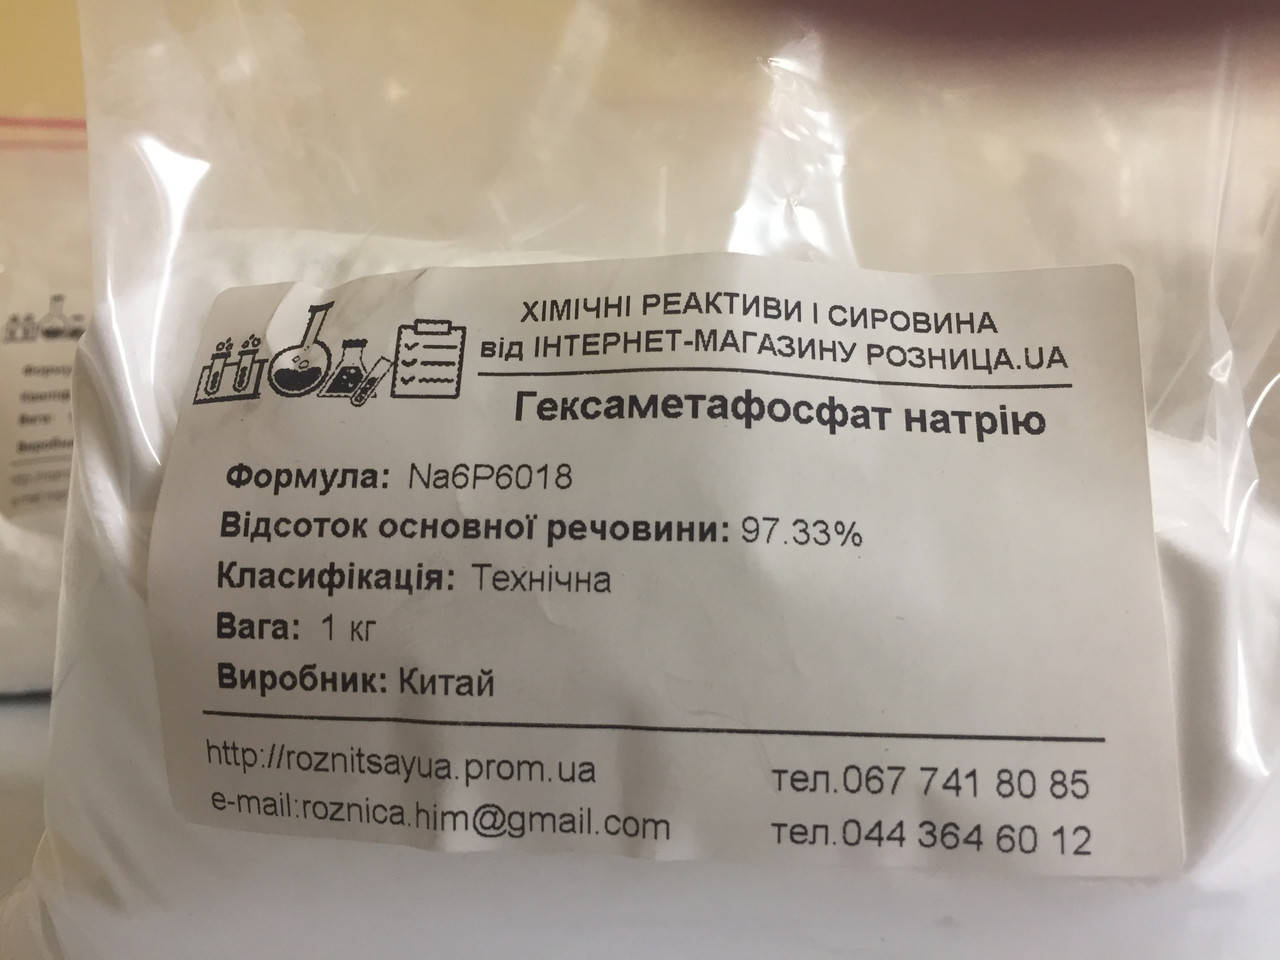 ХІМІЧНІ РЕАКТИВИ І СИРОВИНА
від ІНТЕРНЕТ-МАГАЗИНУ РОЗНИЦА.UA
Гексаметафосфат натрію
Формула: Na6P6018
Відсоток основної речовини: 97.33%
Класифікація: Технічна
Вага: 1 кг
Виробник: Китай
http://roznitsayua.prom.ua
тел.067 741 80 85
e-mail:roznica.him@gmail.com
тел.044 364 60 12
Вага: